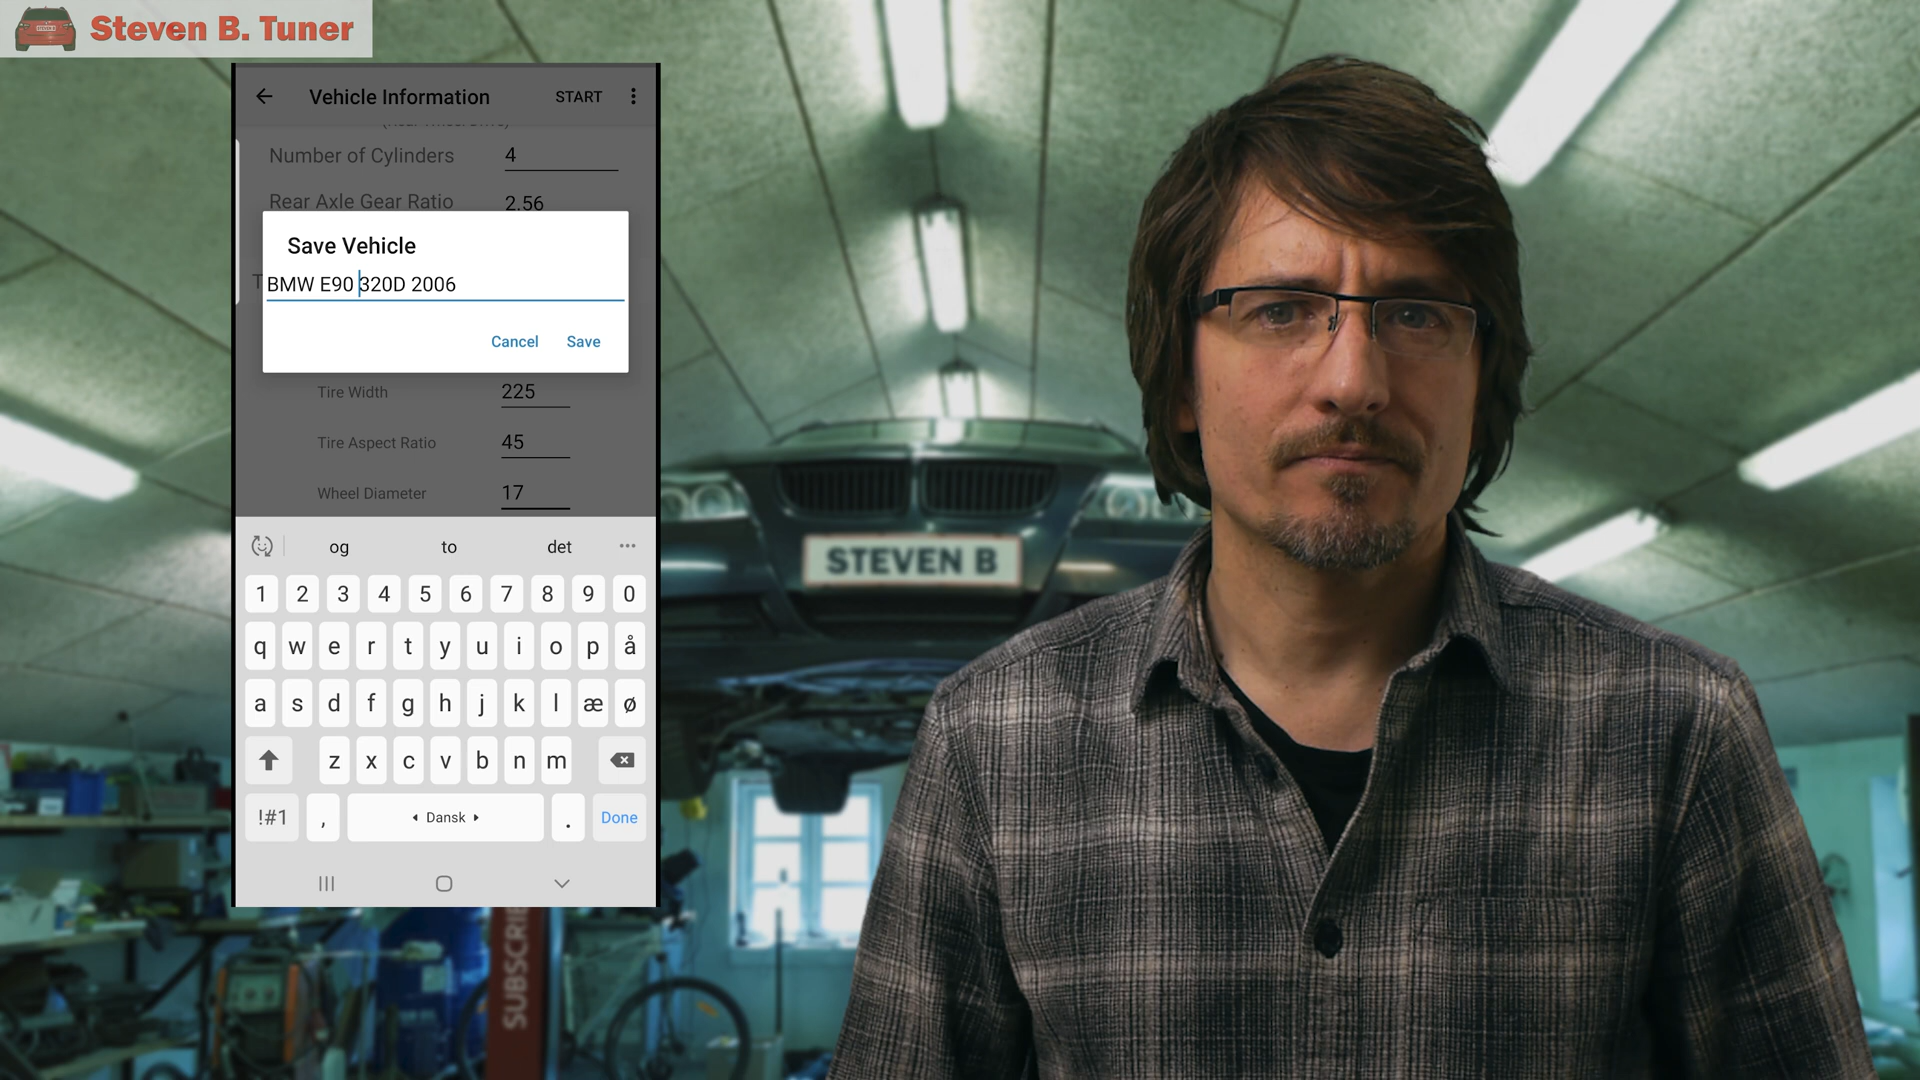 Steven B. Tuner
Vehicle Information START
Number of Cylinders 4
Rear Axle Gear Ratio 2.56
Save Vehicle
T
BMW E90 320D 2006
Cancel Save
Tire Width 225
Tire Aspect Ratio 45
Wheel Diameter 17
og to det
1 2 3 4 5 6 7 8 9 0
q w e r t y u i o p å
a s d f g h j k l æ ø
z x c v b n m
!#1 , Dansk . Done
STEVEN B
SUBSCRIB